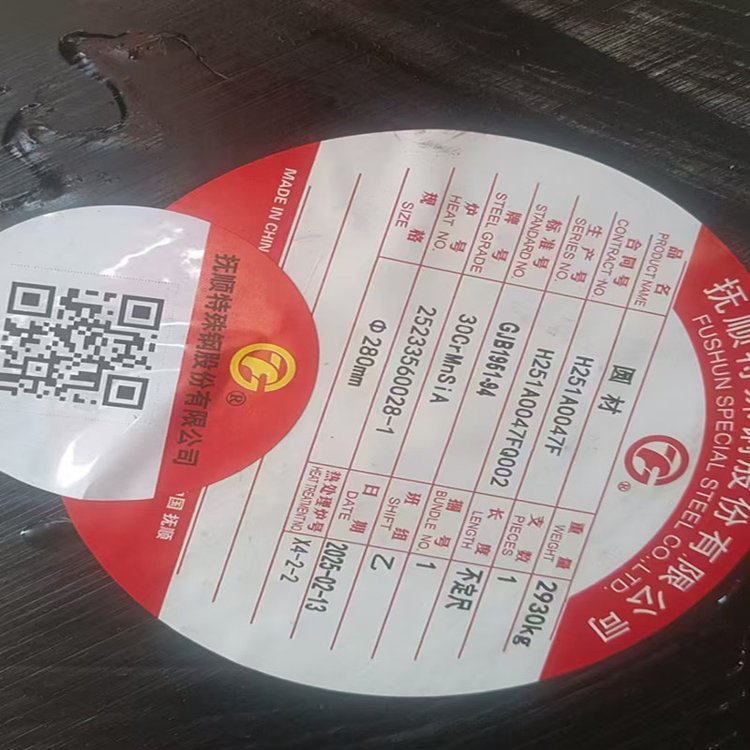 抚顺特殊钢股份有限公司
FUSHUN SPECIAL STEEL CO.,LTD.
®
品名
PRODUCT NAME
圆材
合同号
CONTRACT NO.
H251A0047F
生产号
SERIES NO.
H251A0047FQ002
标准号
STANDARD NO.
GJB1951-94
牌号
STEEL GRADE
30CrMnSiA
炉号
HEAT NO.
25233560028-1
规格
SIZE
Φ280mm
重量
WEIGHT
2930kg
支数
PIECES
1
长度
LENGTH
不定尺
捆号
BUNDLE NO.
1
班组
SHIFT
乙
日期
DATE
2025-02-13
热处理炉号
HEAT TREATMENT NO.
X4-2-2
MADE IN CHIN
国 抚顺
®
抚顺特殊钢股份有限公司